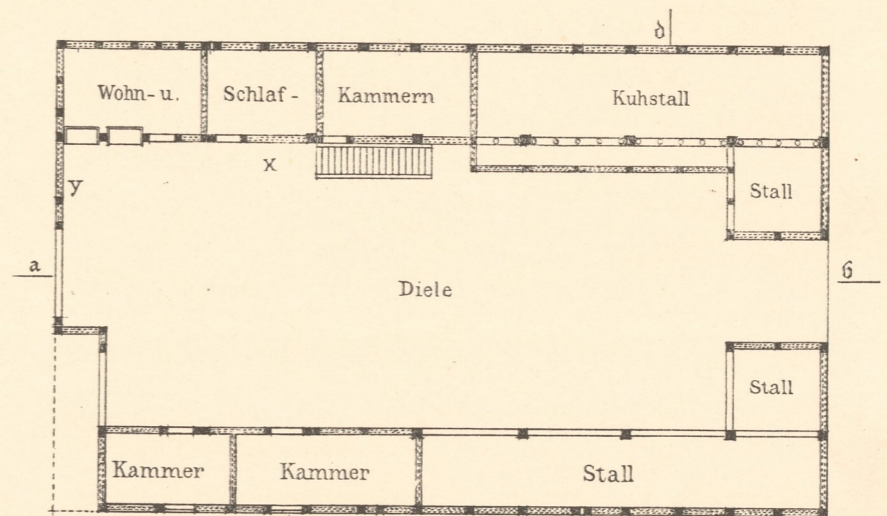 d
Wohn- u. Schlaf- Kammern Kuhstall
x
y
Stall
a
Diele
b
Stall
Kammer Kammer Stall